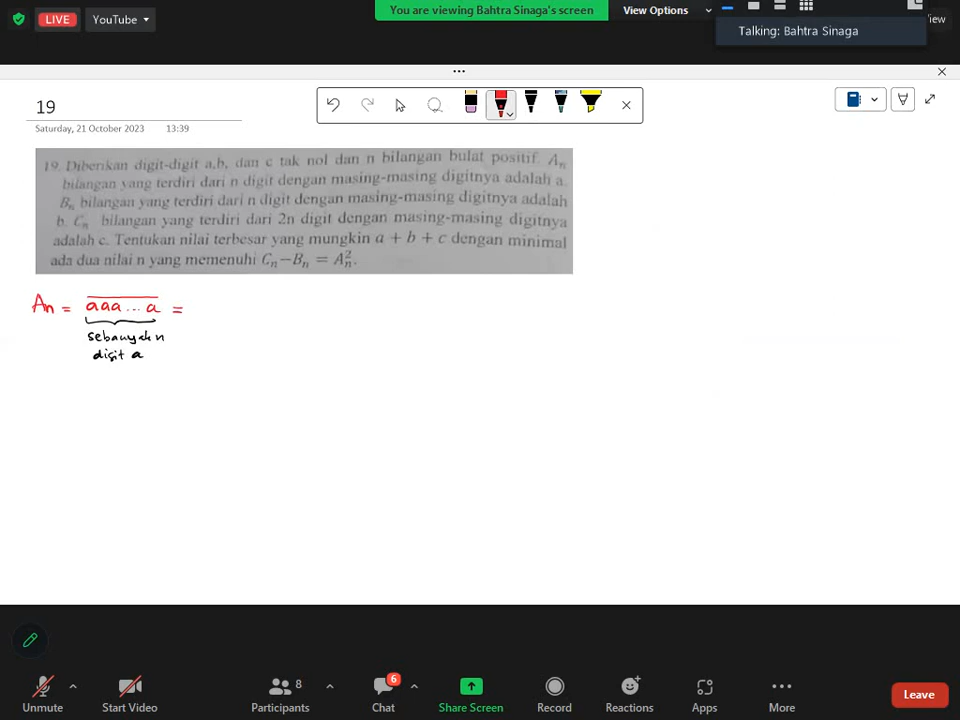 LIVE
YouTube
You are viewing Bahtra Sinaga's screen
View Options
iew
Talking: Bahtra Sinaga
19
Saturday, 21 October 2023 13:39
19. Diberikan digit-digit a,b, dan c tak nol dan n bilangan bulat positif. Aₙ
bilangan yang terdiri dari n digit dengan masing-masing digitnya adalah a.
Bₙ bilangan yang terdiri dari n digit dengan masing-masing digitnya adalah
b. Cₙ bilangan yang terdiri dari 2n digit dengan masing-masing digitnya
adalah c. Tentukan nilai terbesar yang mungkin a + b + c dengan minimal
ada dua nilai n yang memenuhi Cₙ−Bₙ = Aₙ².
An = aaa...a =
sebanyak n
digit a
6
8
Unmute
Start Video
Participants
Chat
Share Screen
Record
Reactions
Apps
More
Leave